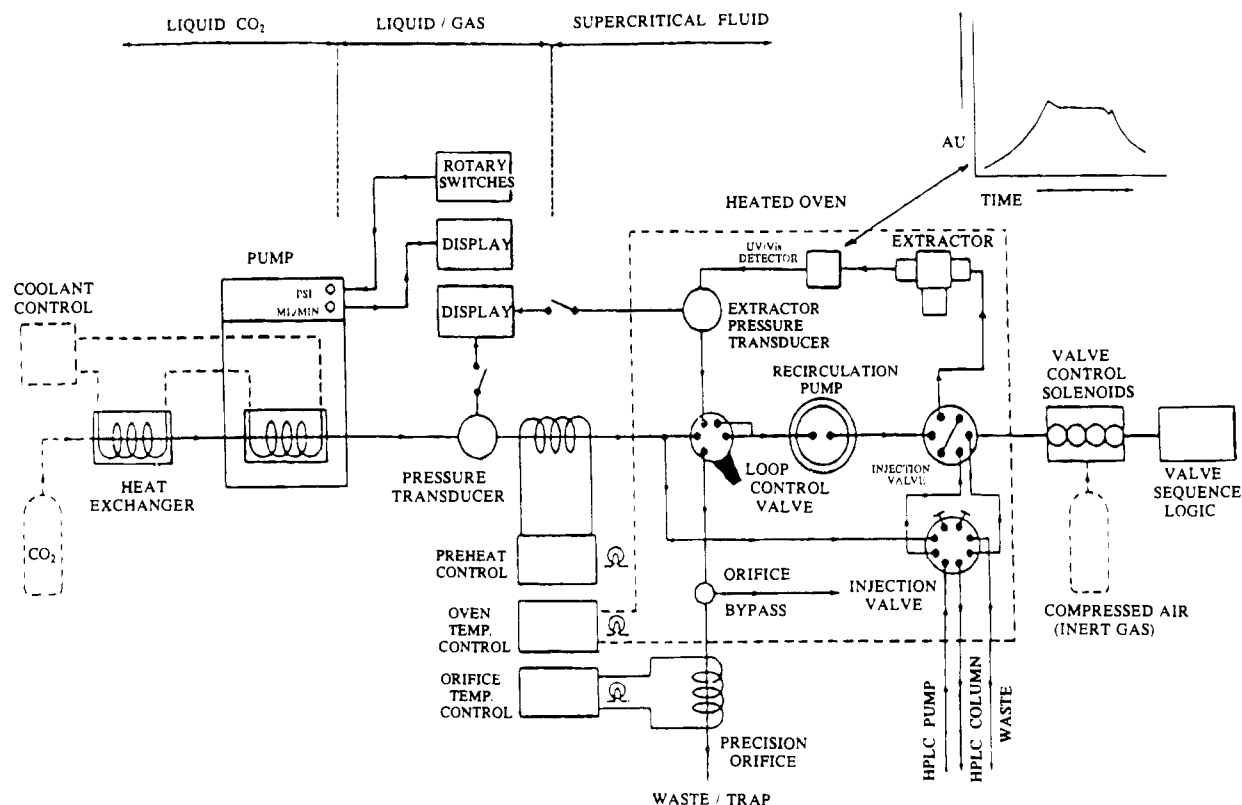 LIQUID CO2
LIQUID / GAS
SUPERCRITICAL FLUID
AU
TIME
ROTARY
SWITCHES
DISPLAY
DISPLAY
PUMP
PSI
ML/MIN
COOLANT
CONTROL
HEAT
EXCHANGER
CO2
PRESSURE
TRANSDUCER
HEATED OVEN
UV/Vis
DETECTOR
EXTRACTOR
EXTRACTOR
PRESSURE
TRANSDUCER
RECIRCULATION
PUMP
LOOP
CONTROL
VALVE
INJECTION
VALVE
VALVE
CONTROL
SOLENOIDS
VALVE
SEQUENCE
LOGIC
PREHEAT
CONTROL
OVEN
TEMP.
CONTROL
ORIFICE
TEMP.
CONTROL
ORIFICE
BYPASS
INJECTION
VALVE
COMPRESSED AIR
(INERT GAS)
HPLC PUMP
HPLC COLUMN
WASTE
PRECISION
ORIFICE
WASTE / TRAP